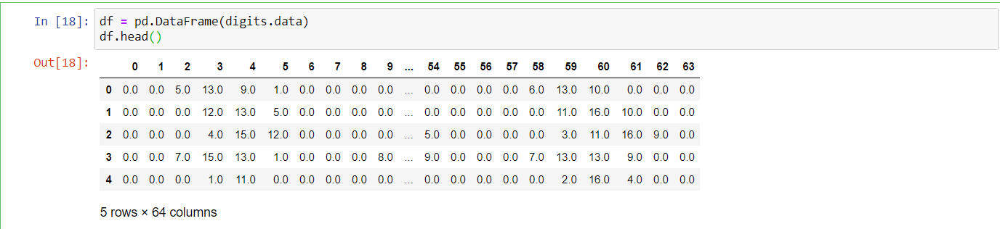 In [18]: df = pd.DataFrame(digits.data)
df.head()
Out[18]:
0 1 2 3 4 5 6 7 8 9 ... 54 55 56 57 58 59 60 61 62 63
0 0.0 0.0 5.0 13.0 9.0 1.0 0.0 0.0 0.0 0.0 ... 0.0 0.0 0.0 0.0 6.0 13.0 10.0 0.0 0.0 0.0
1 0.0 0.0 0.0 12.0 13.0 5.0 0.0 0.0 0.0 0.0 ... 0.0 0.0 0.0 0.0 0.0 11.0 16.0 10.0 0.0 0.0
2 0.0 0.0 0.0 4.0 15.0 12.0 0.0 0.0 0.0 0.0 ... 5.0 0.0 0.0 0.0 0.0 3.0 11.0 16.0 9.0 0.0
3 0.0 0.0 7.0 15.0 13.0 1.0 0.0 0.0 0.0 8.0 ... 9.0 0.0 0.0 0.0 7.0 13.0 13.0 9.0 0.0 0.0
4 0.0 0.0 0.0 1.0 11.0 0.0 0.0 0.0 0.0 0.0 ... 0.0 0.0 0.0 0.0 0.0 2.0 16.0 4.0 0.0 0.0
5 rows × 64 columns